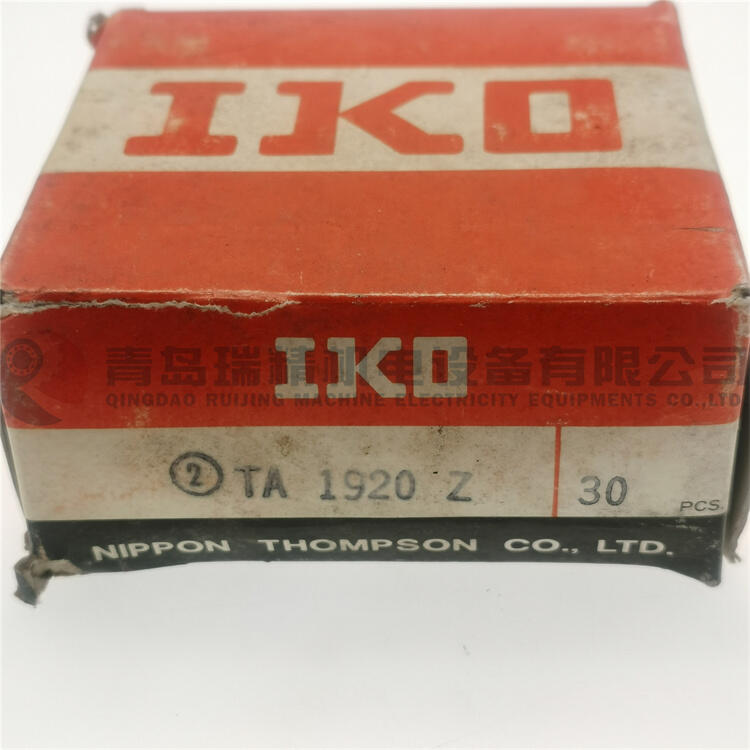 IKO
IKO
青岛瑞精机电设备有限公司
QINGDAO RUIJING MACHINE ELECTRICITY EQUIPMENTS CO.,LTD
② TA 1920 Z 30 PCS.
NIPPON THOMPSON CO., LTD.